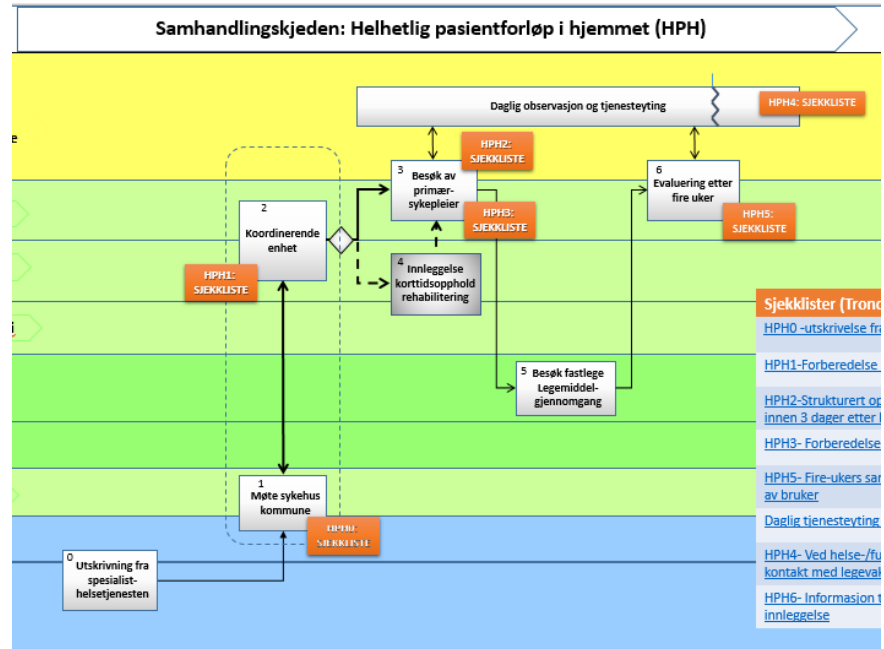 Samhandlingskjeden: Helhetlig pasientforløp i hjemmet (HPH)
Daglig observasjon og tjenesteyting
HPH4: SJEKKLISTE
e
HPH2:
SJEKKLISTE
3
Besøk av
primær-
sykepleier
6
Evaluering etter
fire uker
HPH3:
SJEKKLISTE
HPH5:
SJEKKLISTE
2
Koordinerende
enhet
HPH1:
SJEKKLISTE
4
Innleggelse
korttidsopphold
rehabilitering
i
5
Besøk fastlege
Legemiddel-
gjennomgang
1
Møte sykehus
kommune
SJEKKLISTE
0
Utskrivning fra
spesialist-
helsetjenesten
Sjekklister (Trond
HPH0 -utskrivelse fra
HPH1-Forberedelse
HPH2-Strukturert op
innen 3 dager etter
HPH3- Forberedelse
HPH5- Fire-ukers sa
av bruker
Daglig tjenesteyting
HPH4- Ved helse-/fu
kontakt med legevak
HPH6- Informasjon t
innleggelse